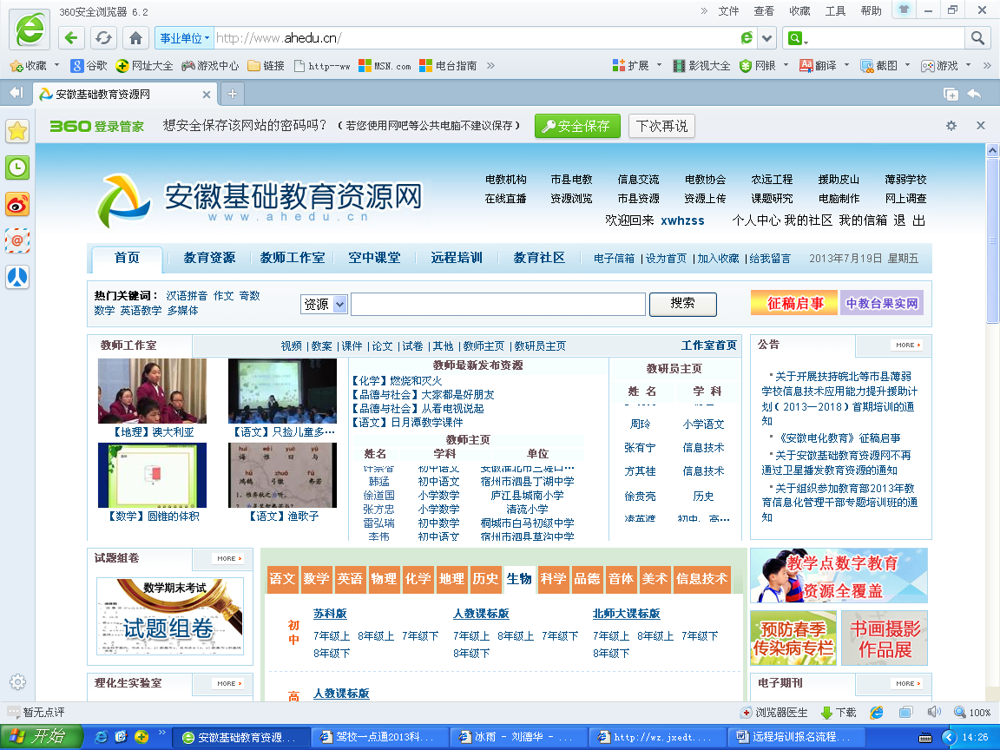 360安全浏览器 6.2
» 文件 查看 收藏 工具 帮助
事业单位 http://www.ahedu.cn/
收藏 谷歌 网址大全 游戏中心 链接 http--ww MSN.com 电台指南 » 扩展 影视大全 网银 翻译 截图 游戏 »
安徽基础教育资源网
360登录管家 想安全保存该网站的密码吗？（若您使用网吧等公共电脑不建议保存） 安全保存 下次再说
安徽基础教育资源网
www.ahedu.cn
电教机构 市县电教 信息交流 电教协会 农远工程 援助皮山 薄弱学校
在线直播 资源浏览 市县资源 资源上传 课题研究 电脑制作 网上调查
欢迎回来 xwhzss 个人中心 我的社区 我的信箱 退 出
首页 教育资源 教师工作室 空中课堂 远程培训 教育社区 电子信箱 |设为首页 |加入收藏 |给我留言 2013年7月19日 星期五
热门关键词： 汉语拼音 作文 奇数
数学 英语教学 多媒体
资源 搜索 征稿启事 中教台果实网
教师工作室 视频 |教案 |课件 |论文 |试卷 |其他 |教师主页 |教研员主页 工作室首页
【地理】澳大利亚 【语文】只捡儿童多…
【数学】圆锥的体积 【语文】渔歌子
教师最新发布资源
【化学】燃烧和灭火
【品德与社会】大家都是好朋友
【品德与社会】从看电视说起
【语文】日月潭教学课件
教师主页
姓名 学科 单位
韩猛 初中语文 宿州市泗县丁湖中学
徐道国 小学数学 庐江县城南小学
张方忠 小学数学 清流小学
雷弘瑞 初中数学 桐城市白马初级中学
李伟 初中语文 宿州市泗县草沟中学
教研员主页
姓 名 学 科
周玲 小学语文
张有宁 信息技术
方其桂 信息技术
徐贵亮 历史
公告 MORE
关于开展扶持皖北等市县薄弱
学校信息技术应用能力提升援助计
划（2013—2018）首期培训的通
知
《安徽电化教育》征稿启事
关于安徽基础教育资源网不再
通过卫星播发教育资源的通知
关于组织参加教育部2013年教
育信息化管理干部专题培训班的通
知
试题组卷 MORE
数学期末考试
试题组卷
理化生实验室 MORE
语文 数学 英语 物理 化学 地理 历史 生物 科学 品德 音体 美术 信息技术
初中
苏科版 人教课标版 北师大课标版
7年级上 8年级上 7年级下 7年级上 8年级上 7年级下 7年级上 8年级上 7年级下
8年级下 8年级下 8年级下
高 人教课标版
教学点数字教育
资源全覆盖
预防春季
传染病专栏
书画摄影
作品展
电子期刊 MORE
暂无点评 浏览器医生 下载 100%
开始 » 安徽基础教育资源... 驾校一点通2013科... 冰雨 - 刘德华 - ... http://wz.jxedt.... 远程培训报名流程... 14:26